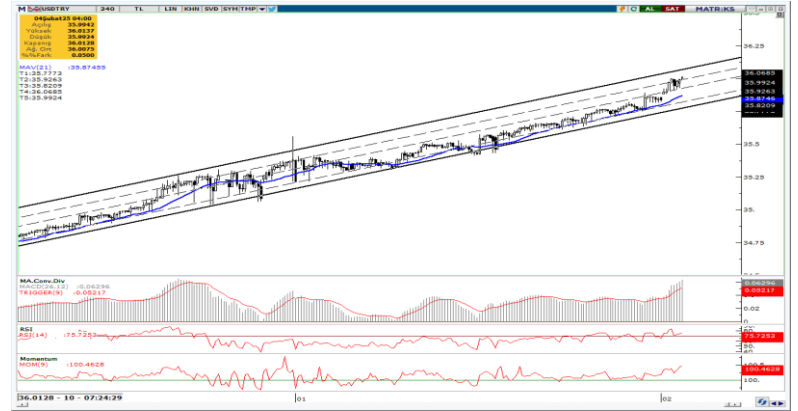 USDTRY 240 TL LIN KHN SVD SYM TMP C AL SAT MATRIKS
04Şubat25 04:00
Açılış 35.9942
Yüksek 36.0137
Düşük 35.9934
Kapanış 36.0128
Ağ. Ort 36.0075
%%Fark 0.0500
MAV(21) :35.87455
T1:35.7773
T2:35.9263
T3:35.8209
T4:36.0685
T5:35.9924
36.25
36.0685
35.9924
35.9263
35.8746
35.8209
35.5
35.25
35.
34.75
MA.Conv.Div
MACD(26,12) :0.06296
TRIGGER(9) :0.05217
0.06296
0.05217
0.02
0
RSI
RSI(14) :75.7253
75.7253
50.
Momentum
MOM(9) :100.4628
100.4628
100.
36.0128 - 10 - 07:24:29
01
02